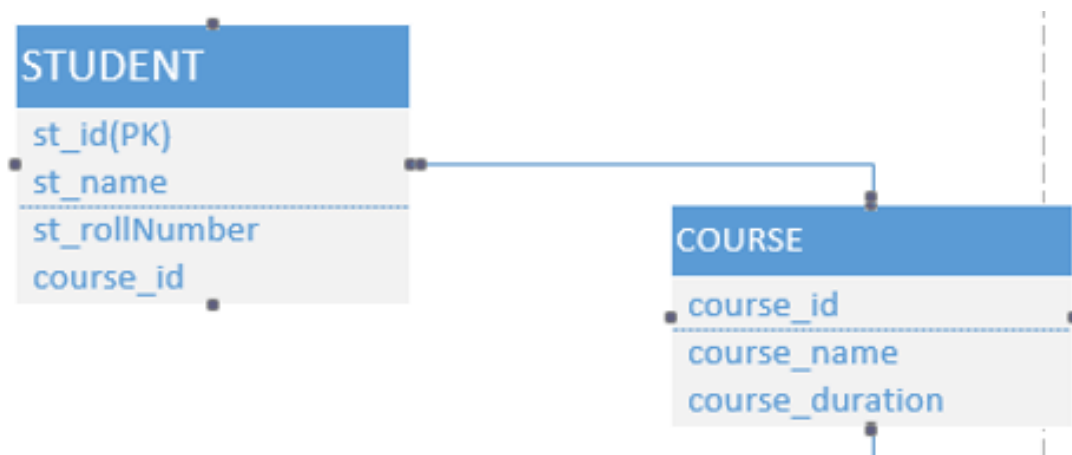 STUDENT
st_id(PK)
st_name
st_rollNumber
course_id
COURSE
course_id
course_name
course_duration